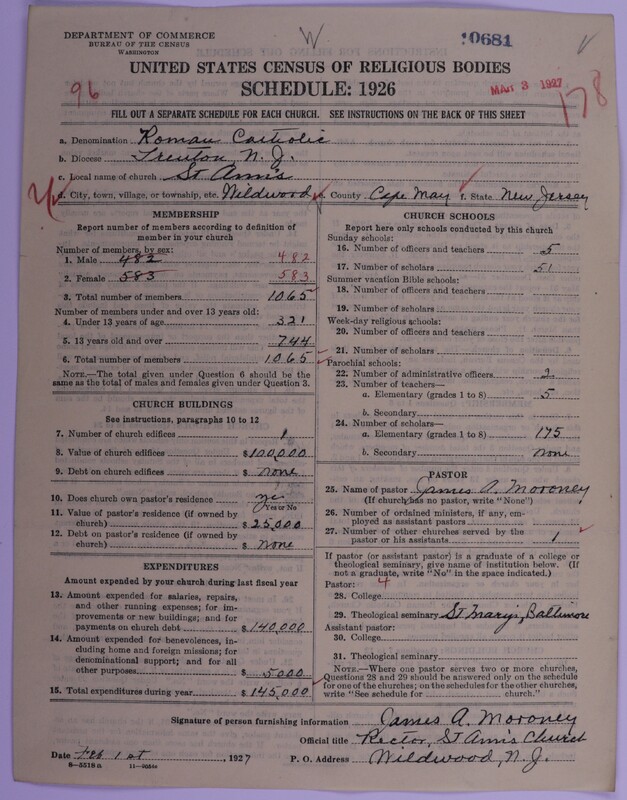 DEPARTMENT OF COMMERCE
BUREAU OF THE CENSUS
WASHINGTON
W
10681
UNITED STATES CENSUS OF RELIGIOUS BODIES
SCHEDULE: 1926
96
MAR 3 1927
178
FILL OUT A SEPARATE SCHEDULE FOR EACH CHURCH. SEE INSTRUCTIONS ON THE BACK OF THIS SHEET
a. Denomination Roman Catholic
b. Diocese Trenton, N. J.
c. Local name of church St Ann's
d. City, town, village, or township, etc. Wildwood e. County Cape May f. State New Jersey
MEMBERSHIP
Report number of members according to definition of member in your church
Number of members, by sex:
1. Male 482 482
2. Female 583 583
3. Total number of members 1065
Number of members under and over 13 years old:
4. Under 13 years of age 321
5. 13 years old and over 744
6. Total number of members 1065
NOTE.—The total given under Question 6 should be the same as the total of males and females given under Question 3.
CHURCH BUILDINGS
See instructions, paragraphs 10 to 12
7. Number of church edifices 1
8. Value of church edifices $100,000
9. Debt on church edifices $ none
10. Does church own pastor's residence yes
Yes or No
11. Value of pastor's residence (if owned by church) $ 25,000
12. Debt on pastor's residence (if owned by church) $ none
EXPENDITURES
Amount expended by your church during last fiscal year
13. Amount expended for salaries, repairs, and other running expenses; for improvements or new buildings; and for payments on church debt $140,000
14. Amount expended for benevolences, including home and foreign missions; for denominational support; and for all other purposes $ 5000
15. Total expenditures during year $145,000
CHURCH SCHOOLS
Report here only schools conducted by this church
Sunday schools:
16. Number of officers and teachers 5
17. Number of scholars 51
Summer vacation Bible schools:
18. Number of officers and teachers
19. Number of scholars
Week-day religious schools:
20. Number of officers and teachers
21. Number of scholars
Parochial schools:
22. Number of administrative officers 2
23. Number of teachers—
a. Elementary (grades 1 to 8) 5
b. Secondary
24. Number of scholars—
a. Elementary (grades 1 to 8) 175
b. Secondary none
PASTOR
25. Name of pastor James A. Moroney
(If church has no pastor, write "None")
26. Number of ordained ministers, if any, employed as assistant pastors
27. Number of other churches served by the pastor or his assistants 1
If pastor (or assistant pastor) is a graduate of a college or theological seminary, give name of institution below. (If not a graduate, write "No" in the space indicated.)
Pastor: 4
28. College
29. Theological seminary St Mary's, Baltimore
Assistant pastor:
30. College
31. Theological seminary
NOTE.—Where one pastor serves two or more churches, Questions 28 and 29 should be answered only on the schedule for one of the churches; on the schedules for the other churches, write "See schedule for church."
Signature of person furnishing information James A. Moroney
Official title Rector, St Ann's Church
Date Feb 1st, 1927 P. O. Address Wildwood, N. J.